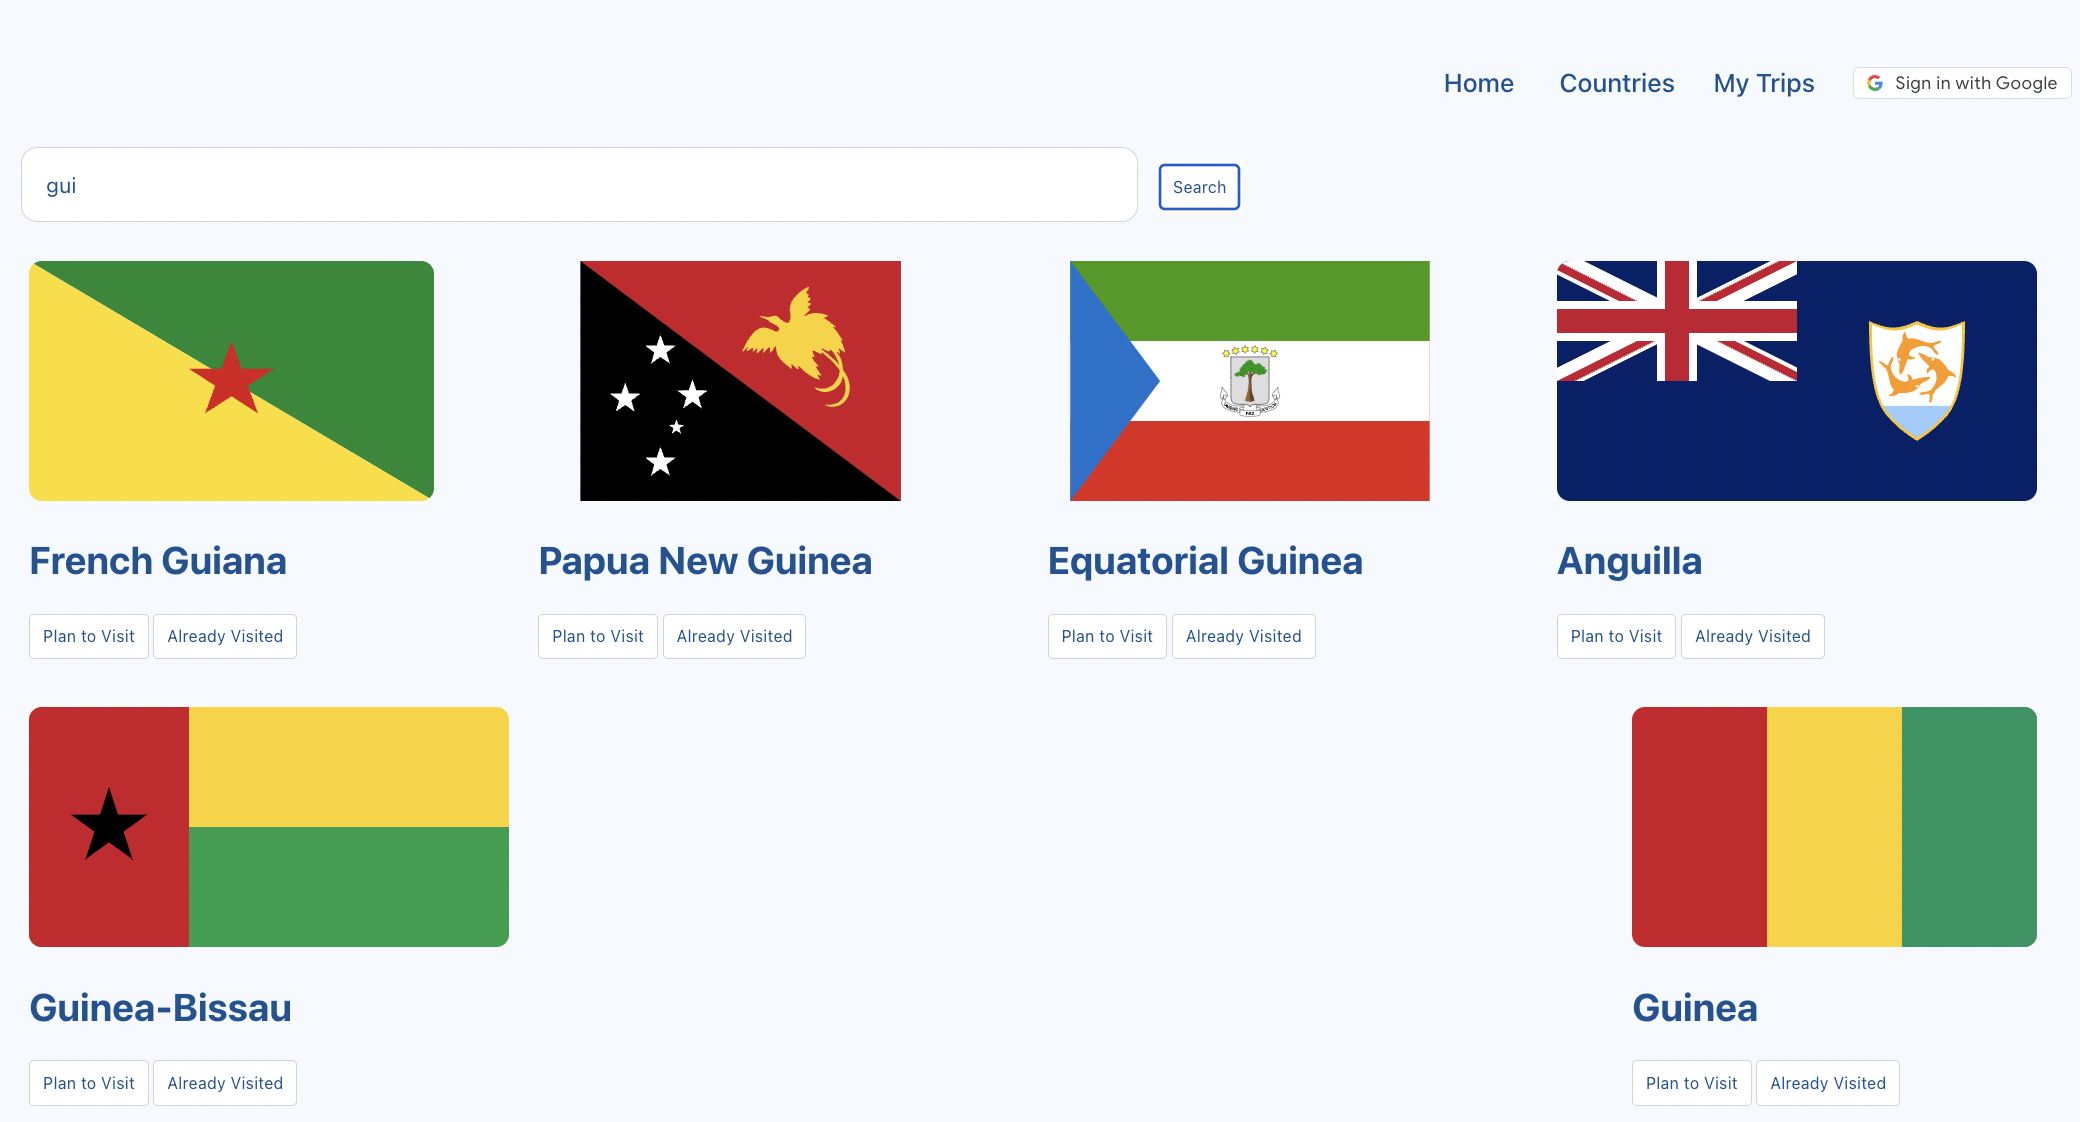 Home Countries My Trips Sign in with Google
gui Search
French Guiana Papua New Guinea Equatorial Guinea Anguilla
Plan to Visit Already Visited Plan to Visit Already Visited Plan to Visit Already Visited Plan to Visit Already Visited
Guinea-Bissau Guinea
Plan to Visit Already Visited Plan to Visit Already Visited